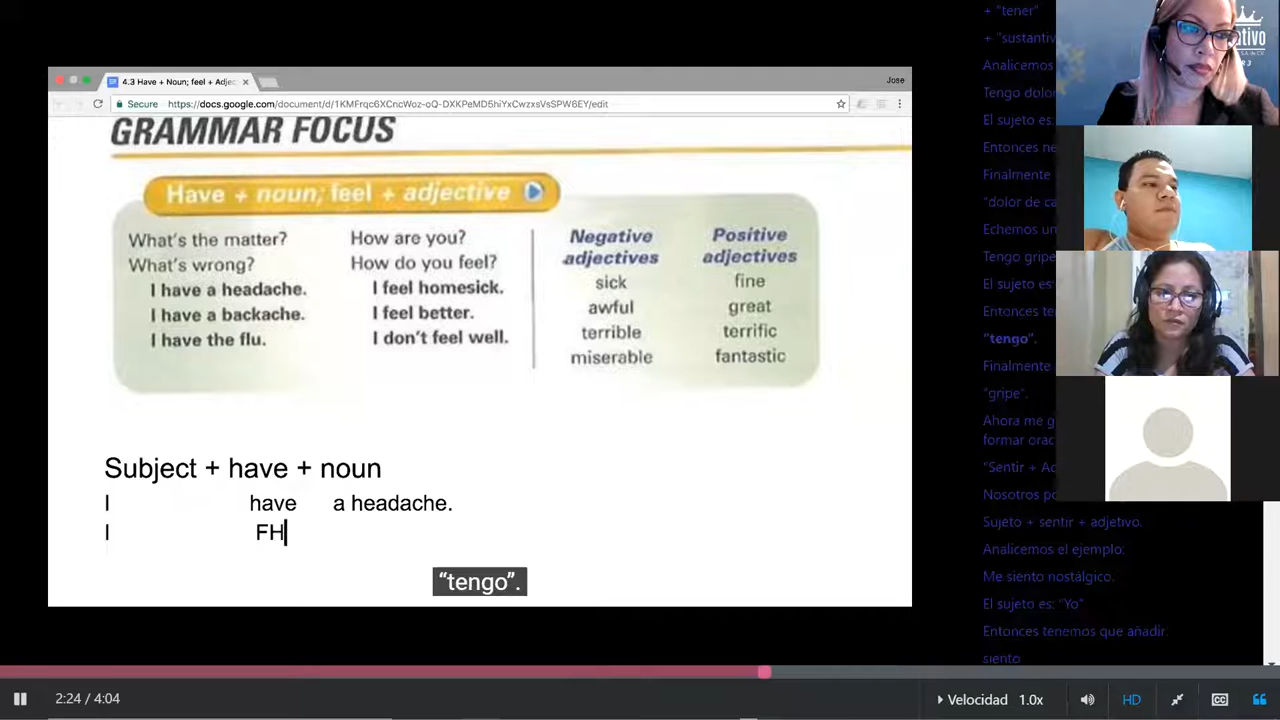 4.3 Have + Noun; feel + Adjec
Jose
Secure
https://docs.google.com/document/d/1KMFrqc6XCncWoz-oQ-DXKPeMD5hiYxCwzxsVsSPW6EY/edit
GRAMMAR FOCUS
Have + noun; feel + adjective
What's the matter?
What's wrong?
I have a headache.
I have a backache.
I have the flu.
How are you?
How do you feel?
I feel homesick.
I feel better.
I don't feel well.
Negative
adjectives
sick
awful
terrible
miserable
Positive
adjectives
fine
great
terrific
fantastic
Subject + have + noun
I have a headache.
I FH
“tengo”.
+ "tener"
+ "sustantiv
Analicemos
Tengo dolor
El sujeto es:
Entonces ne
Finalmente
"dolor de ca
Echemos un
Tengo gripe
El sujeto es
Entonces te
"tengo".
Finalmente
"gripe".
Ahora me g
formar orac
"Sentir + Ad
Nosotros po
Sujeto + sentir + adjetivo.
Analicemos el ejemplo:
Me siento nostálgico.
El sujeto es: "Yo"
Entonces tenemos que añadir:
siento
2:24 / 4:04
Velocidad 1.0x
HD
CC